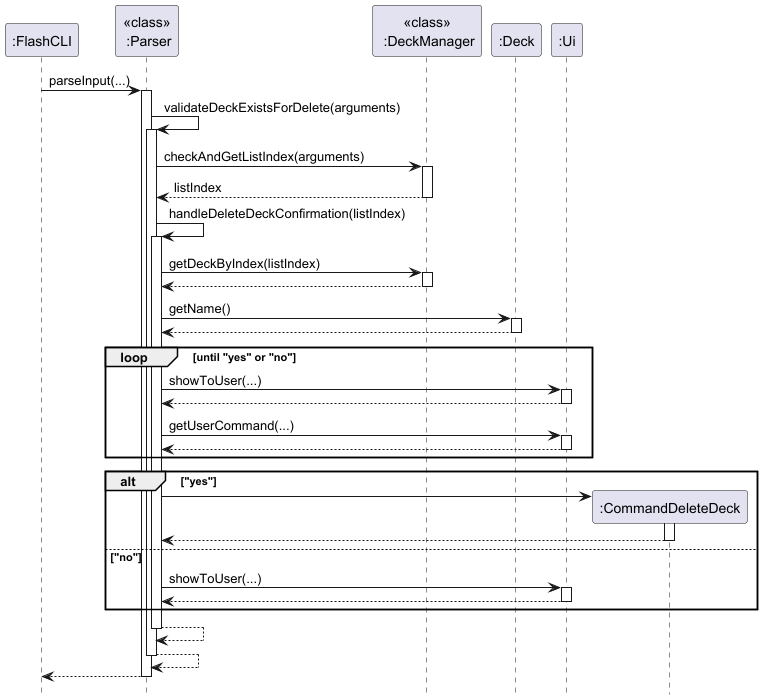 :FlashCLI
«class»
:Parser
«class»
:DeckManager
:Deck
:Ui
parseInput(...)
validateDeckExistsForDelete(arguments)
checkAndGetListIndex(arguments)
listIndex
handleDeleteDeckConfirmation(listIndex)
getDeckByIndex(listIndex)
getName()
loop
[until "yes" or "no"]
showToUser(...)
getUserCommand(...)
alt
["yes"]
:CommandDeleteDeck
["no"]
showToUser(...)